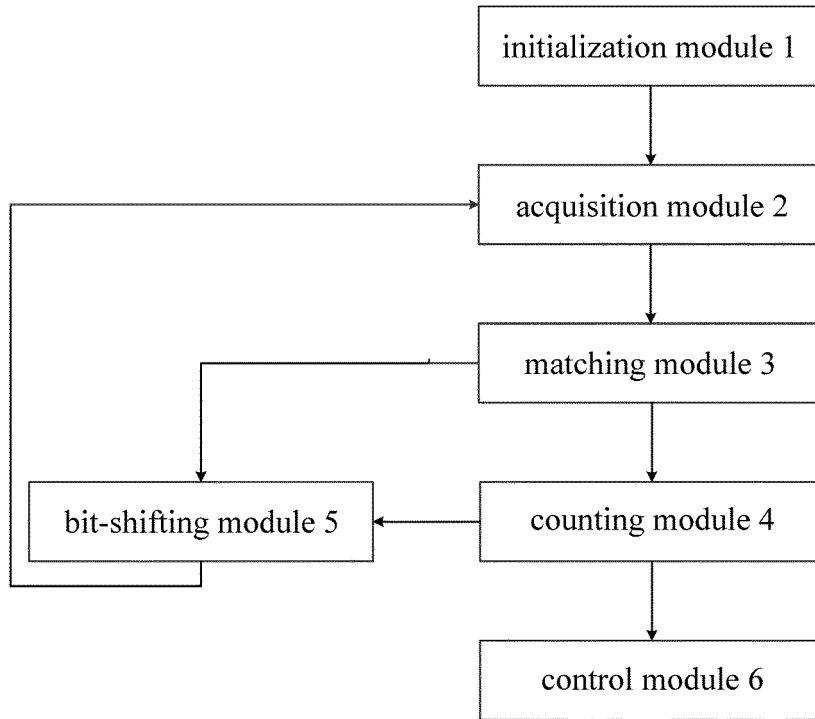 initialization module 1
acquisition module 2
matching module 3
bit-shifting module 5
counting module 4
control module 6